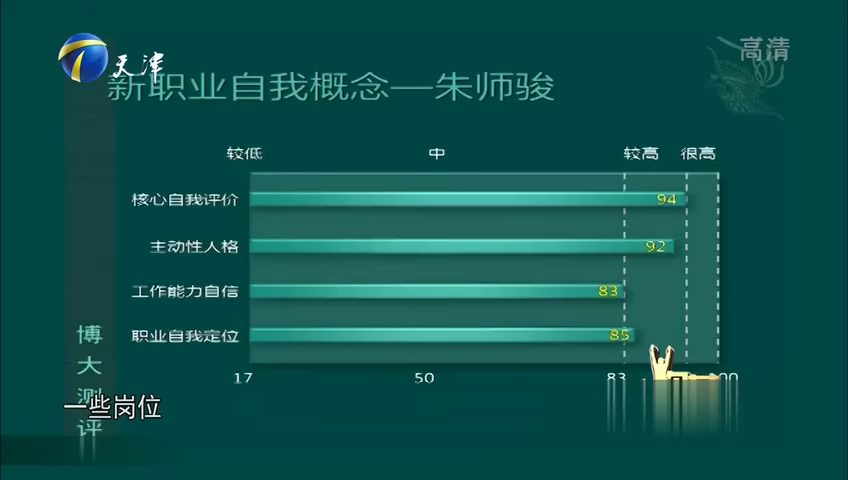 天津
高清
新职业自我概念—朱师骏
较低 中 较高 很高
核心自我评价 94
主动性人格 92
工作能力自信 83
职业自我定位 85
17 50 83
博大测评
一些岗位